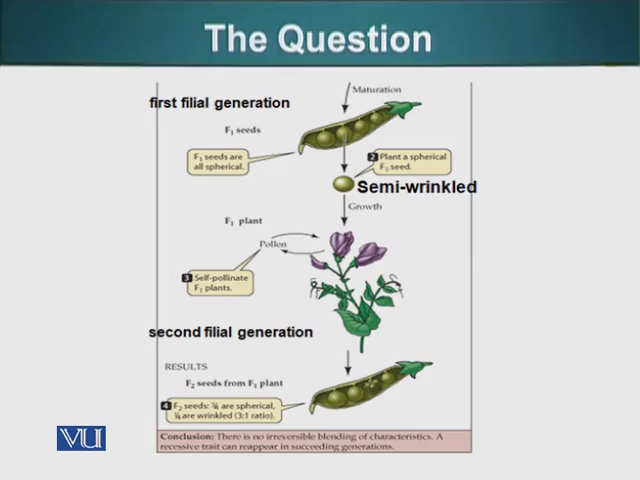 The Question
Maturation
first filial generation
F₁ seeds
F₁ seeds are
all spherical.
2 Plant a spherical
F₁ seed.
Semi-wrinkled
Growth
F₁ plant
Pollen
3 Self-pollinate
F₁ plants.
second filial generation
RESULTS
F₂ seeds from F₁ plant
4 F₂ seeds: ¾ are spherical,
¼ are wrinkled (3:1 ratio).
VU
Conclusion: There is no irreversible blending of characteristics. A
recessive trait can reappear in succeeding generations.